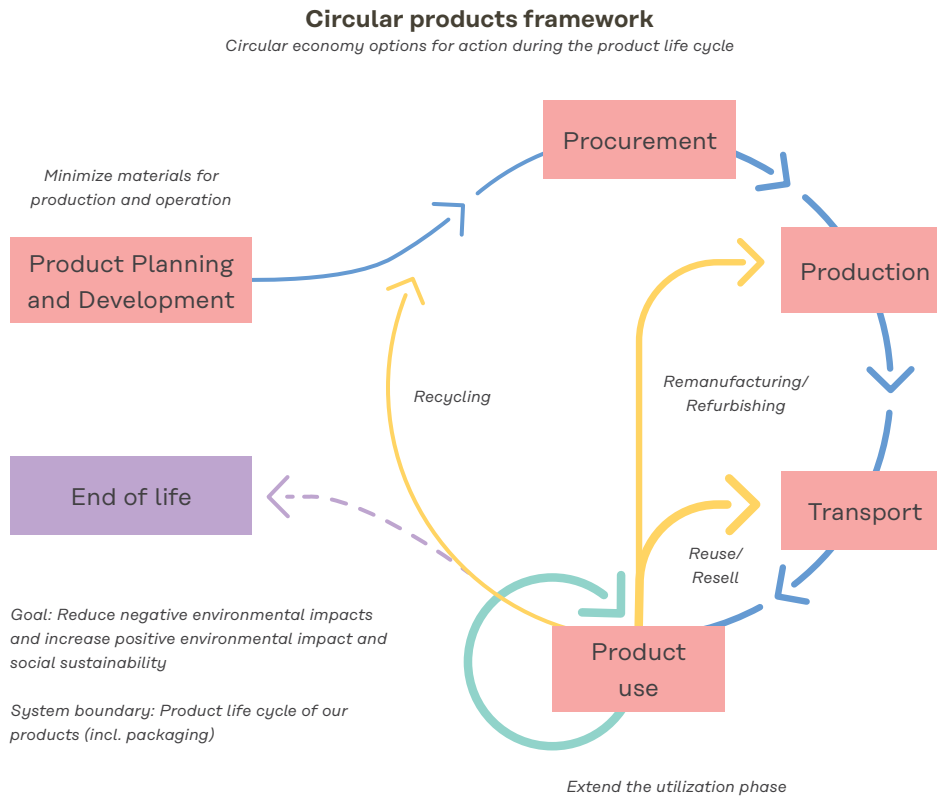 Circular products framework
Circular economy options for action during the product life cycle
Procurement
Minimize materials for
production and operation
Product Planning
and Development
Production
Remanufacturing/
Refurbishing
Recycling
End of life
Transport
Reuse/
Resell
Goal: Reduce negative environmental impacts
and increase positive environmental impact and
social sustainability
Product
use
System boundary: Product life cycle of our
products (incl. packaging)
Extend the utilization phase